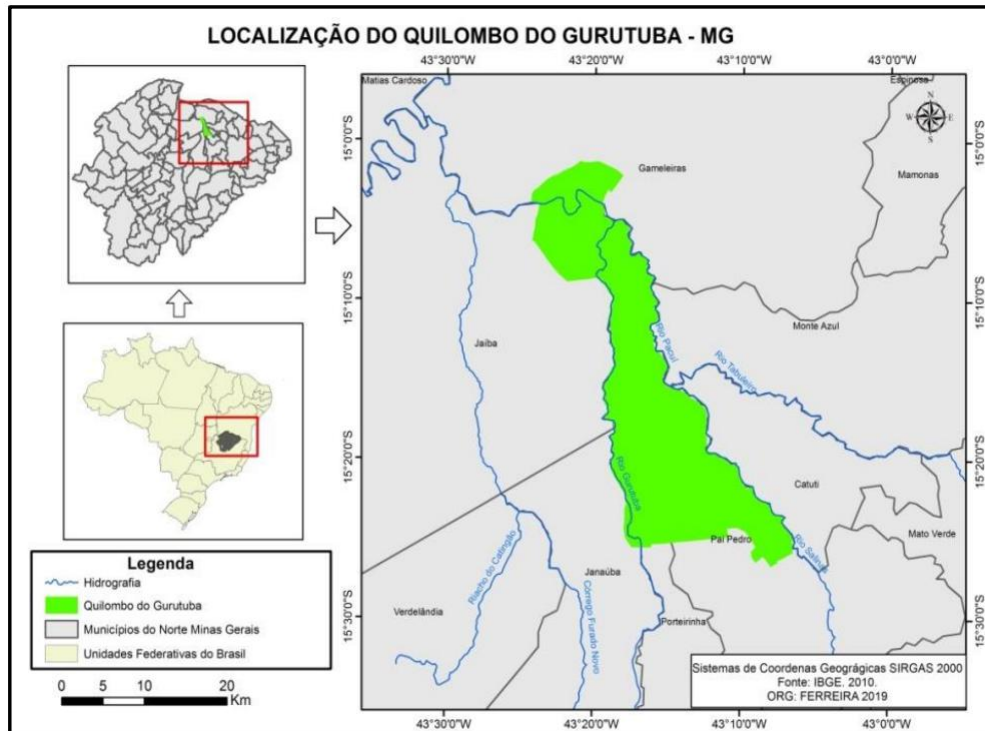 LOCALIZAÇÃO DO QUILOMBO DO GURUTUBA - MG
43°30'0"W
43°20'0"W
43°10'0"W
43°0'0"W
Matias Cardoso
Espinosa
N
W
E
S
15°0'0"S
15°0'0"S
Gameleiras
Mamonas
15°10'0"S
15°10'0"S
Monte Azul
Jaíba
Rio Pacuí
Rio Tabuleiro
15°20'0"S
15°20'0"S
Rio Gurutuba
Catuti
Mato Verde
Pai Pedro
Rio Salinas
Riacho do Catingão
Janaúba
Córrego Furado Novo
Verdelândia
Porteirinha
15°30'0"S
15°30'0"S
Legenda
Hidrografia
Quilombo do Gurutuba
Municípios do Norte Minas Gerais
Unidades Federativas do Brasil
0 5 10 20
Km
Sistemas de Coordenas Geográgicas SIRGAS 2000
Fonte: IBGE. 2010.
ORG: FERREIRA 2019
43°30'0"W
43°20'0"W
43°10'0"W
43°0'0"W